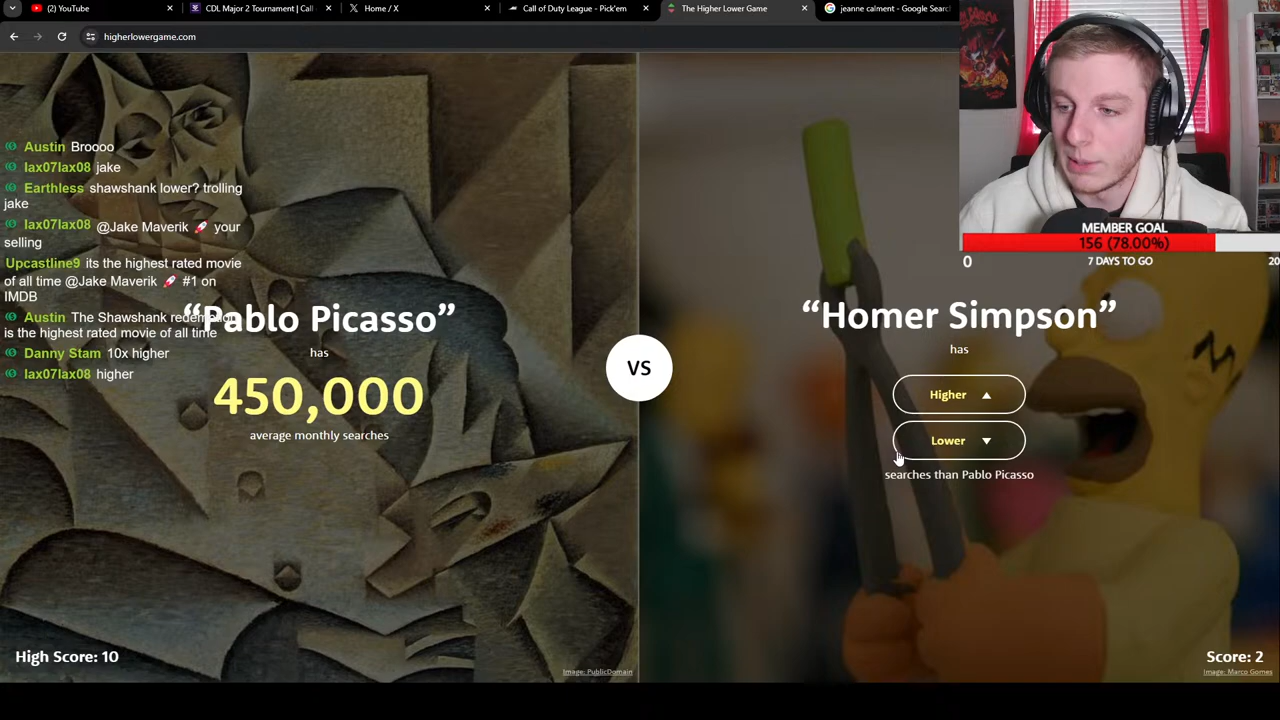 (2) YouTube
CDL Major 2 Tournament | Call
Home / X
Call of Duty League - Pick'em
The Higher Lower Game
jeanne calment - Google Searc
higherlowergame.com
Austin Broooo
lax07lax08 jake
Earthless shawshank lower? trolling
jake
lax07lax08 @Jake Maverik 🚀 your
selling
Upcastline9 its the highest rated movie
of all time @Jake Maverik 🚀 #1 on
IMDB
Austin The Shawshank redemption
is the highest rated movie of all time
Danny Stam 10x higher
lax07lax08 higher
“Pablo Picasso”
has
450,000
average monthly searches
VS
“Homer Simpson”
has
Higher ▲
Lower ▼
searches than Pablo Picasso
MEMBER GOAL
156 (78.00%)
0
7 DAYS TO GO
20
High Score: 10
Image: PublicDomain
Score: 2
Image: Marco Gomes